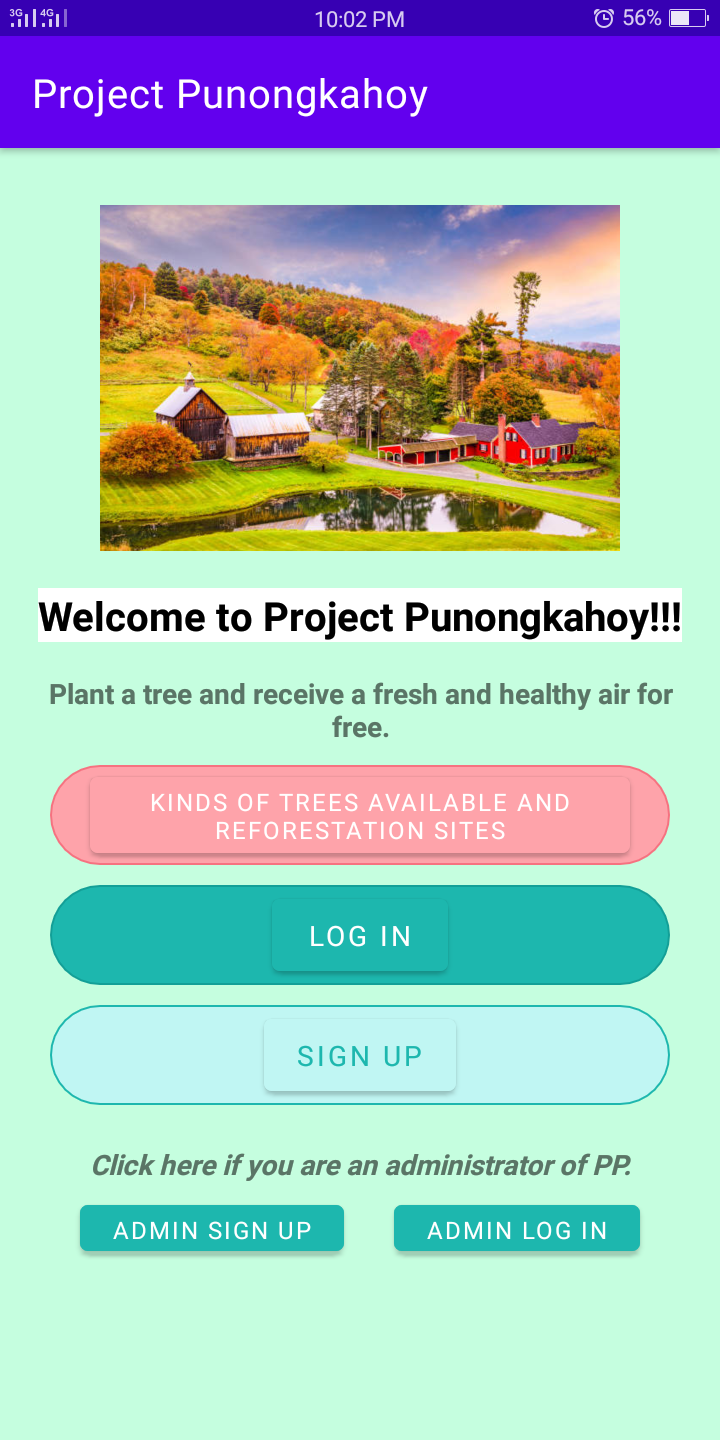 3G 4G 10:02 PM 56%
Project Punongkahoy
Welcome to Project Punongkahoy!!!
Plant a tree and receive a fresh and healthy air for
free.
KINDS OF TREES AVAILABLE AND
REFORESTATION SITES
LOG IN
SIGN UP
Click here if you are an administrator of PP.
ADMIN SIGN UP ADMIN LOG IN